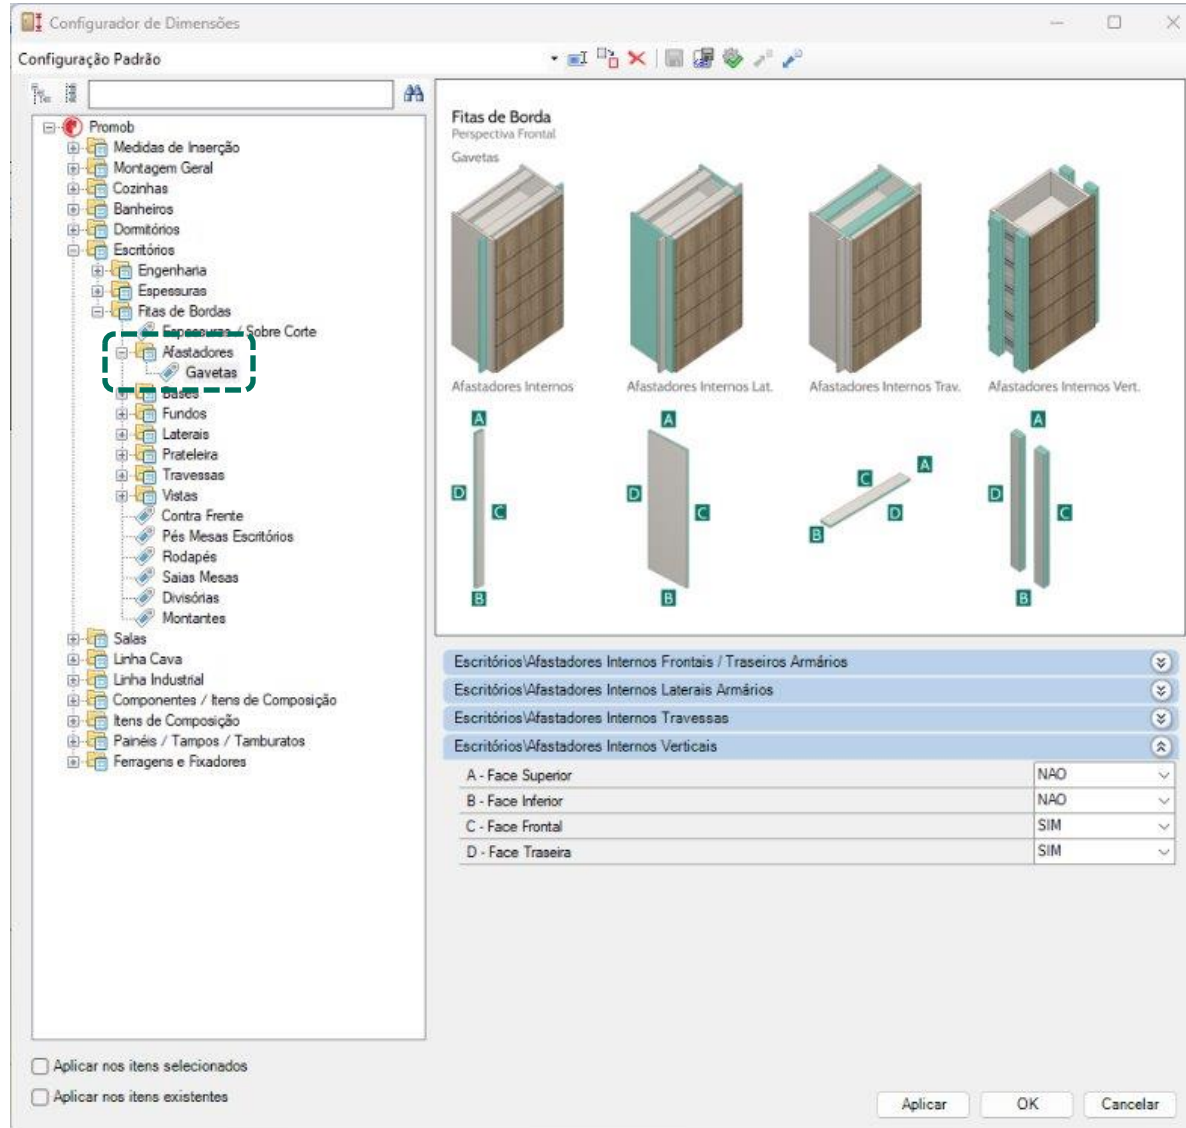 Configurador de Dimensões
Configuração Padrão
Promob
Medidas de Inserção
Montagem Geral
Cozinhas
Banheiros
Dormitórios
Escritórios
Engenharia
Espessuras
Fitas de Bordas
Espessuras / Sobre Corte
Afastadores
Gavetas
Bases
Fundos
Laterais
Prateleira
Travessas
Vistas
Contra Frente
Pés Mesas Escritórios
Rodapés
Saias Mesas
Divisórias
Montantes
Salas
Linha Cava
Linha Industrial
Componentes / Itens de Composição
Itens de Composição
Painéis / Tampos / Tamburatos
Ferragens e Fixadores
Fitas de Borda
Perspectiva Frontal
Gavetas
Afastadores Internos
Afastadores Internos Lat.
Afastadores Internos Trav.
Afastadores Internos Vert.
A
D
C
B
A
D
C
B
A
C
D
B
A
D
C
B
Escritórios\Afastadores Internos Frontais / Traseiros Armários
Escritórios\Afastadores Internos Laterais Armários
Escritórios\Afastadores Internos Travessas
Escritórios\Afastadores Internos Verticais
A - Face Superior NAO
B - Face Inferior NAO
C - Face Frontal SIM
D - Face Traseira SIM
Aplicar nos itens selecionados
Aplicar nos itens existentes
Aplicar OK Cancelar